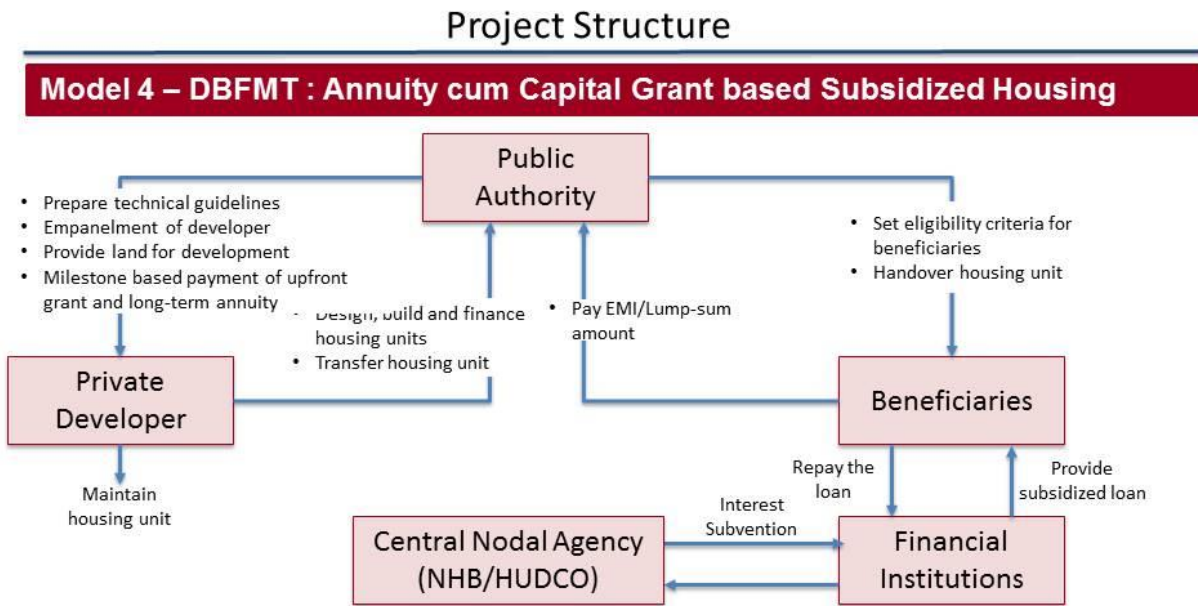 Project Structure
Model 4 – DBFMT : Annuity cum Capital Grant based Subsidized Housing
Public
Authority
• Prepare technical guidelines
• Empanelment of developer
• Provide land for development
• Milestone based payment of upfront
grant and long-term annuity
• Design, build and finance
housing units
• Transfer housing unit
• Pay EMI/Lump-sum
amount
• Set eligibility criteria for
beneficiaries
• Handover housing unit
Private
Developer
Beneficiaries
Maintain
housing unit
Repay the
loan
Provide
subsidized loan
Interest
Subvention
Central Nodal Agency
(NHB/HUDCO)
Financial
Institutions